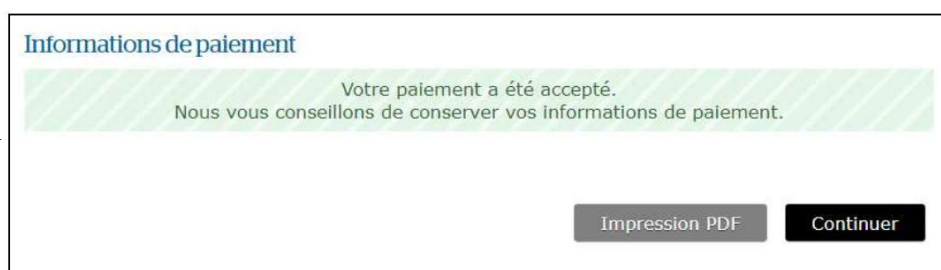 Informations de paiement
Votre paiement a été accepté.
Nous vous conseillons de conserver vos informations de paiement.
Impression PDF
Continuer